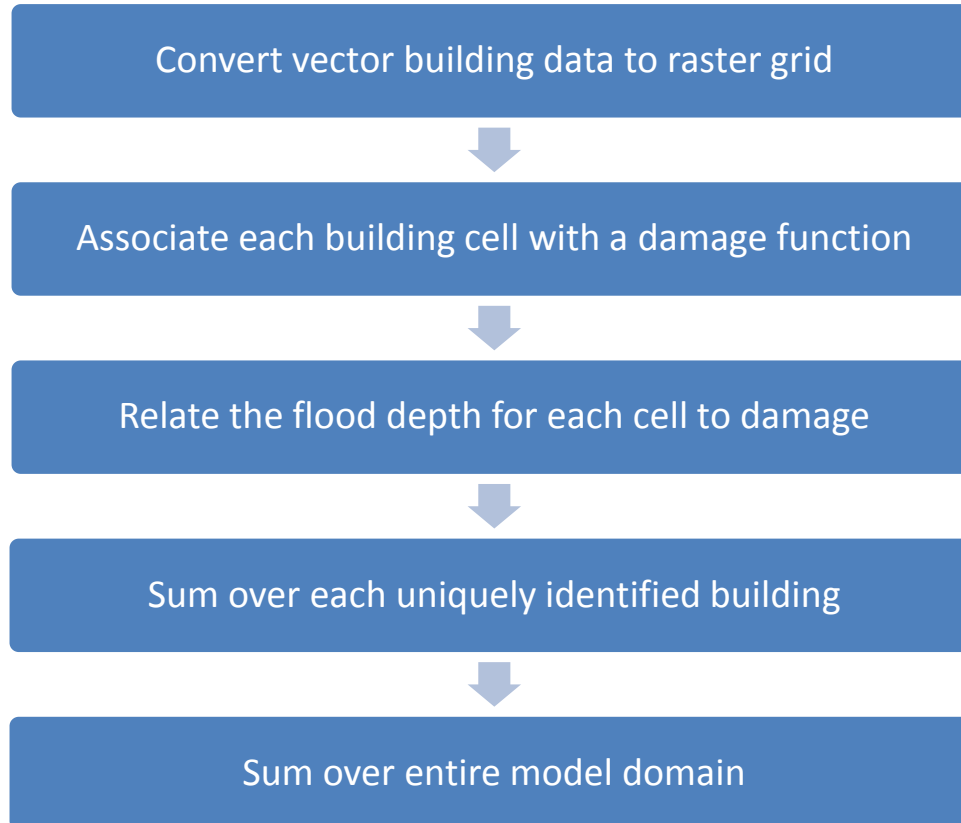 Convert vector building data to raster grid
Associate each building cell with a damage function
Relate the flood depth for each cell to damage
Sum over each uniquely identified building
Sum over entire model domain